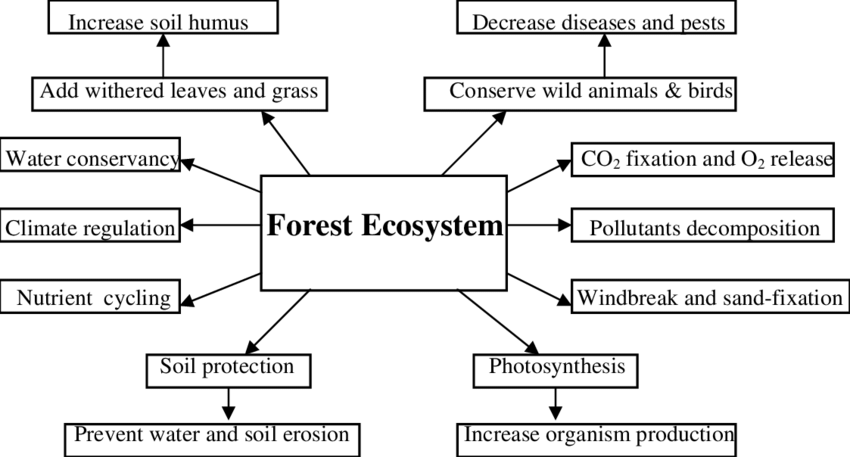 Increase soil humus
Decrease diseases and pests
Add withered leaves and grass
Conserve wild animals & birds
Water conservancy
CO₂ fixation and O₂ release
Forest Ecosystem
Climate regulation
Pollutants decomposition
Nutrient cycling
Windbreak and sand-fixation
Soil protection
Photosynthesis
Prevent water and soil erosion
Increase organism production